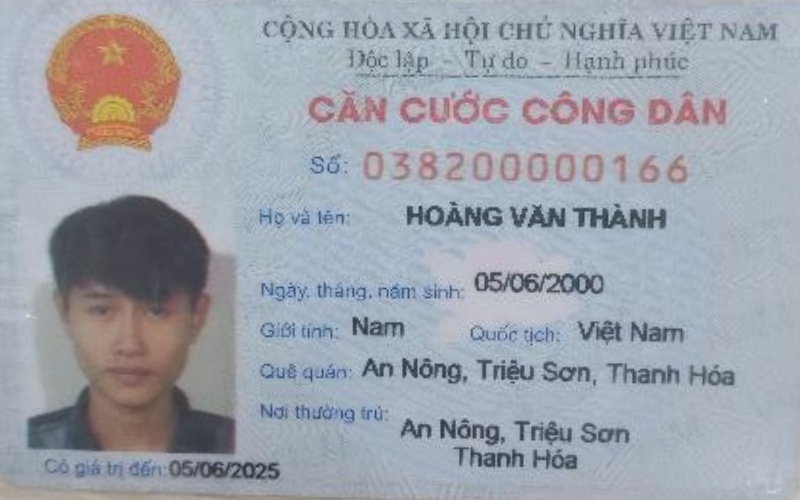 CỘNG HÒA XÃ HỘI CHỦ NGHĨA VIỆT NAM
Độc lập - Tự do - Hạnh phúc
CĂN CƯỚC CÔNG DÂN
Số: 038200000166
Họ và tên: HOÀNG VĂN THÀNH
Ngày, tháng, năm sinh: 05/06/2000
Giới tính: Nam Quốc tịch: Việt Nam
Quê quán: An Nông, Triệu Sơn, Thanh Hóa
Nơi thường trú: An Nông, Triệu Sơn
Thanh Hóa
Có giá trị đến: 05/06/2025